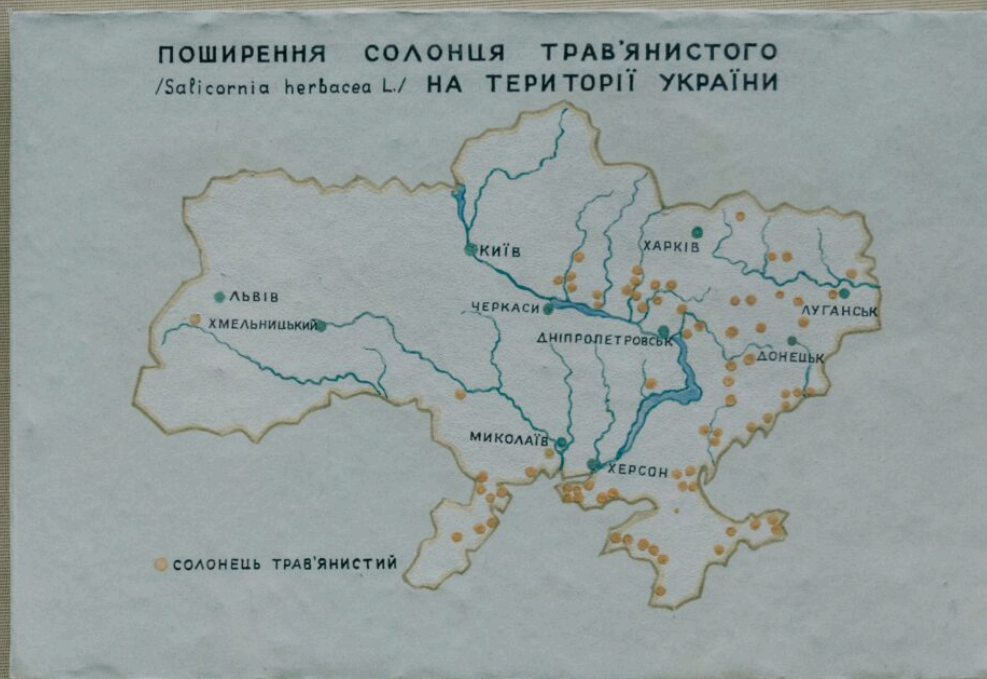 ПОШИРЕННЯ СОЛОНЦЯ ТРАВ'ЯНИСТОГО
/Salicornia herbacea L./ НА ТЕРИТОРІЇ УКРАЇНИ
КИЇВ
ХАРКІВ
ЛЬВІВ
ЧЕРКАСИ
ЛУГАНСЬК
ХМЕЛЬНИЦЬКИЙ
ДНІПРОПЕТРОВСЬК
ДОНЕЦЬК
МИКОЛАЇВ
ХЕРСОН
СОЛОНЕЦЬ ТРАВ'ЯНИСТИЙ